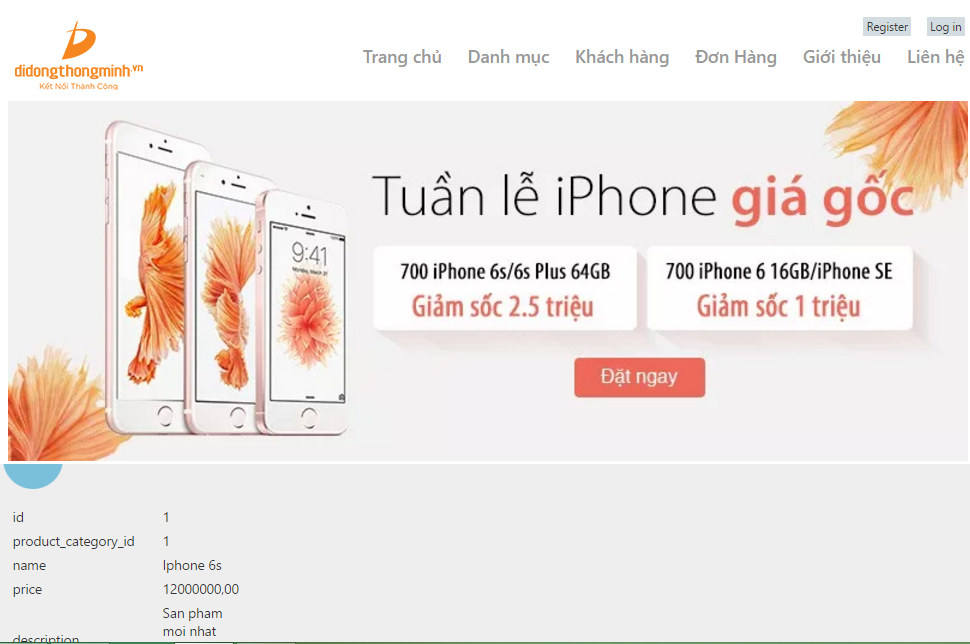 Register Log in
didongthongminh.vn
Kết Nối Thành Công
Trang chủ Danh mục Khách hàng Đơn Hàng Giới thiệu Liên hệ
Tuần lễ iPhone giá gốc
9:41
Monday, March 21
700 iPhone 6s/6s Plus 64GB
Giảm sốc 2.5 triệu
700 iPhone 6 16GB/iPhone SE
Giảm sốc 1 triệu
Đặt ngay
id 1
product_category_id 1
name Iphone 6s
price 12000000,00
San pham
moi nhat
description